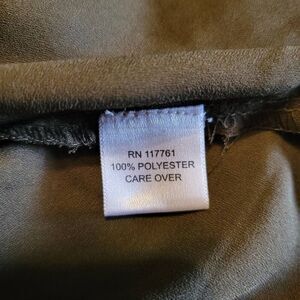 RN 117761
100% POLYESTER
CARE OVER